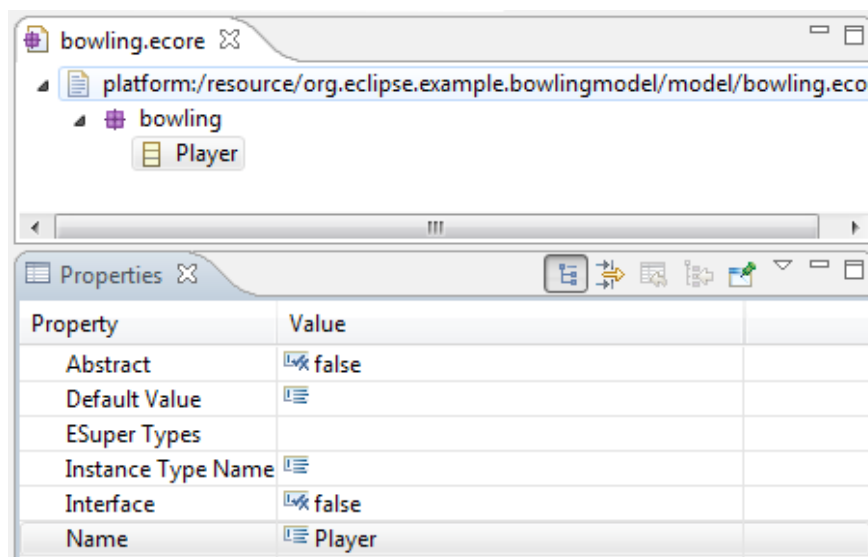 bowling.ecore
platform:/resource/org.eclipse.example.bowlingmodel/model/bowling.eco
bowling
Player
Properties
Property Value
Abstract false
Default Value
ESuper Types
Instance Type Name
Interface false
Name Player